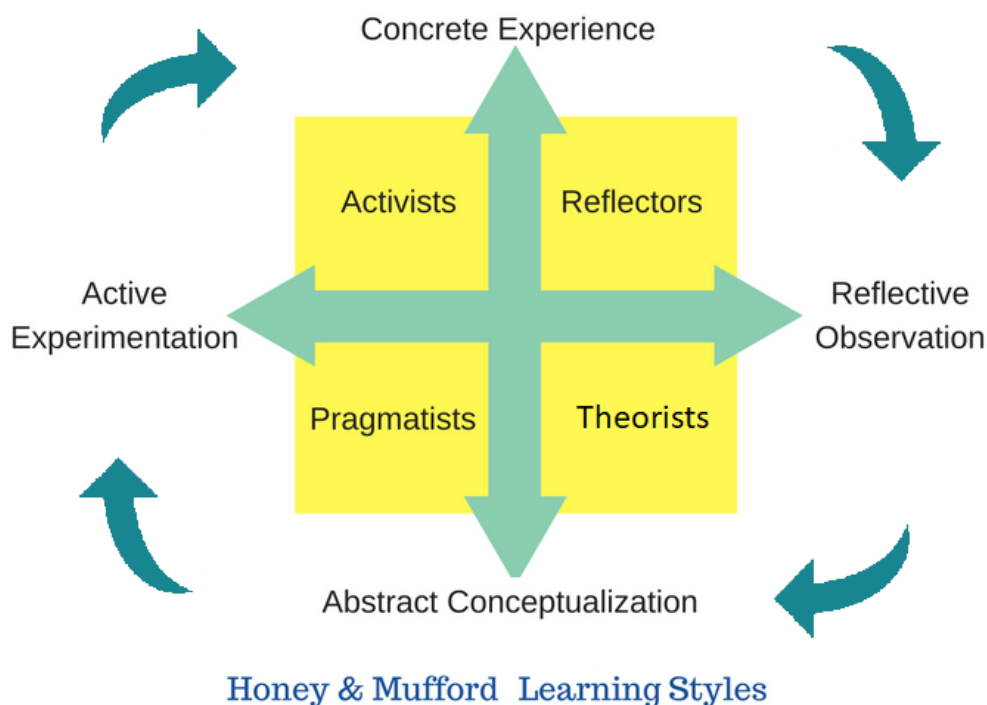 Concrete Experience
Activists
Reflectors
Active
Experimentation
Reflective
Observation
Pragmatists
Theorists
Abstract Conceptualization
Honey & Mufford Learning Styles